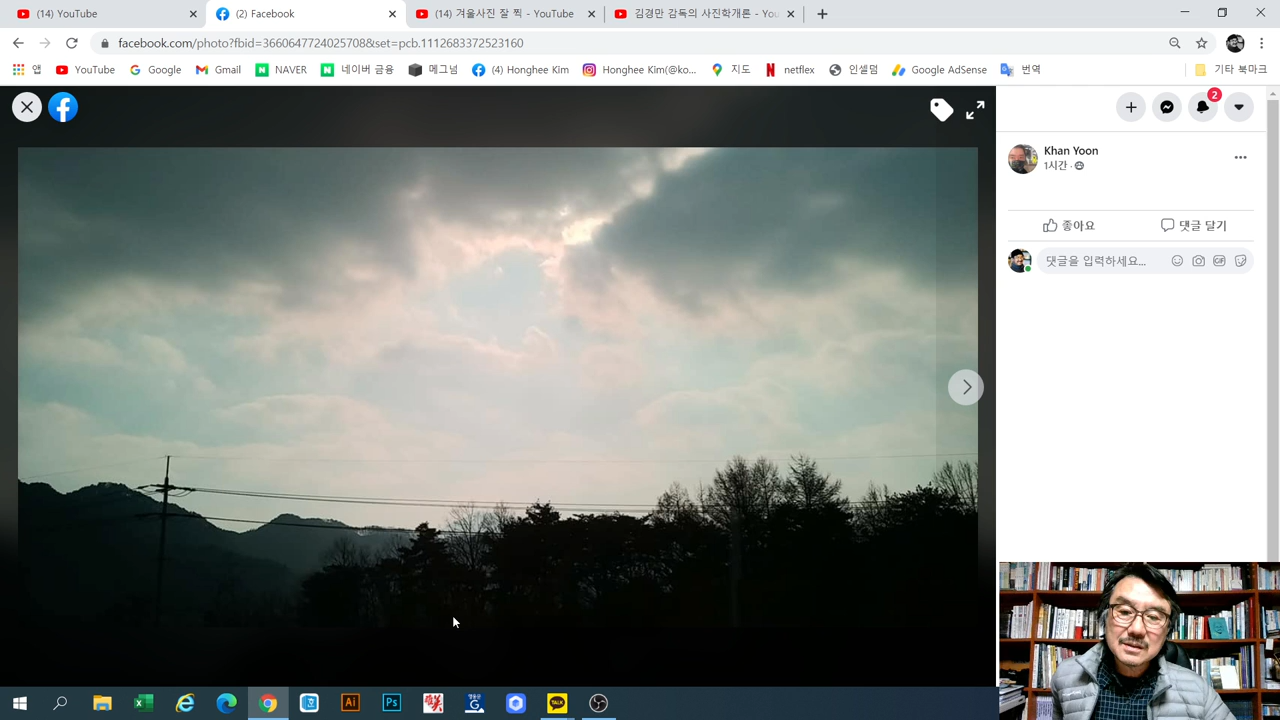 (14) YouTube
(2) Facebook
(14) 겨울사진 잘 찍 - YouTube
김경만 감독의 사진학개론 - You
facebook.com/photo?fbid=3660647724025708&set=pcb.1112683372523160
앱
YouTube
Google
Gmail
NAVER
네이버 금융
메그넘
(4) Honghee Kim
Honghee Kim(@ko...
지도
netflex
인셀덤
Google AdSense
번역
기타 북마크
2
Khan Yoon
1시간 ·
좋아요
댓글 달기
댓글을 입력하세요...
GIF
Ai
Ps
TALK